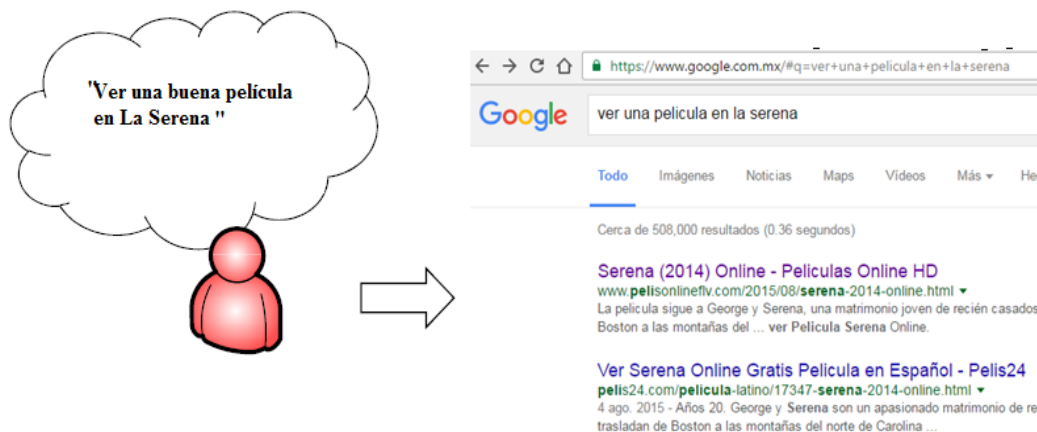 "Ver una buena película
en La Serena "
https://www.google.com.mx/#q=ver+una+pelicula+en+la+serena
Google
ver una pelicula en la serena
Todo Imágenes Noticias Maps Vídeos Más
Cerca de 508,000 resultados (0.36 segundos)
Serena (2014) Online - Peliculas Online HD
www.pelisonlineflv.com/2015/08/serena-2014-online.html
La pelicula sigue a George y Serena, una matrimonio joven de recién casados
Boston a las montañas del ... ver Pelicula Serena Online.
Ver Serena Online Gratis Pelicula en Español - Pelis24
pelis24.com/pelicula-latino/17347-serena-2014-online.html
4 ago. 2015 - Años 20. George y Serena son un apasionado matrimonio de re
trasladan de Boston a las montañas del norte de Carolina ...